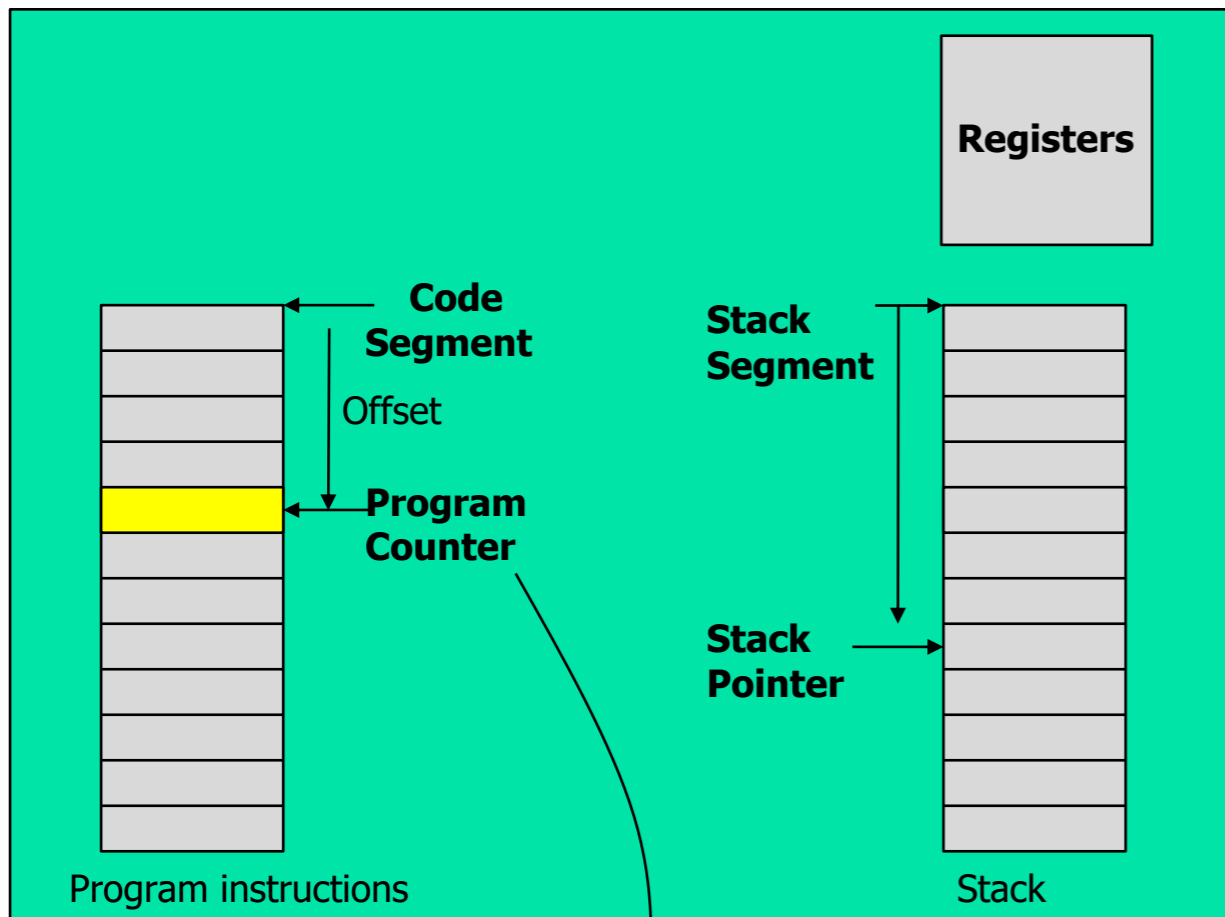 Registers
Code
Segment
Offset
Program
Counter
Stack
Segment
Stack
Pointer
Program instructions
Stack